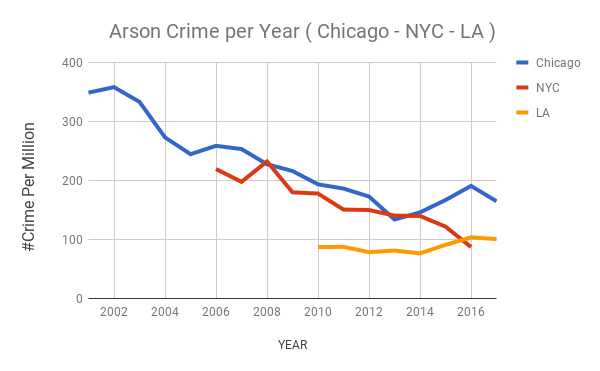 Arson Crime per Year ( Chicago - NYC - LA )
400
300
200
100
0
#Crime Per Million
2002 2004 2006 2008 2010 2012 2014 2016
YEAR
Chicago
NYC
LA